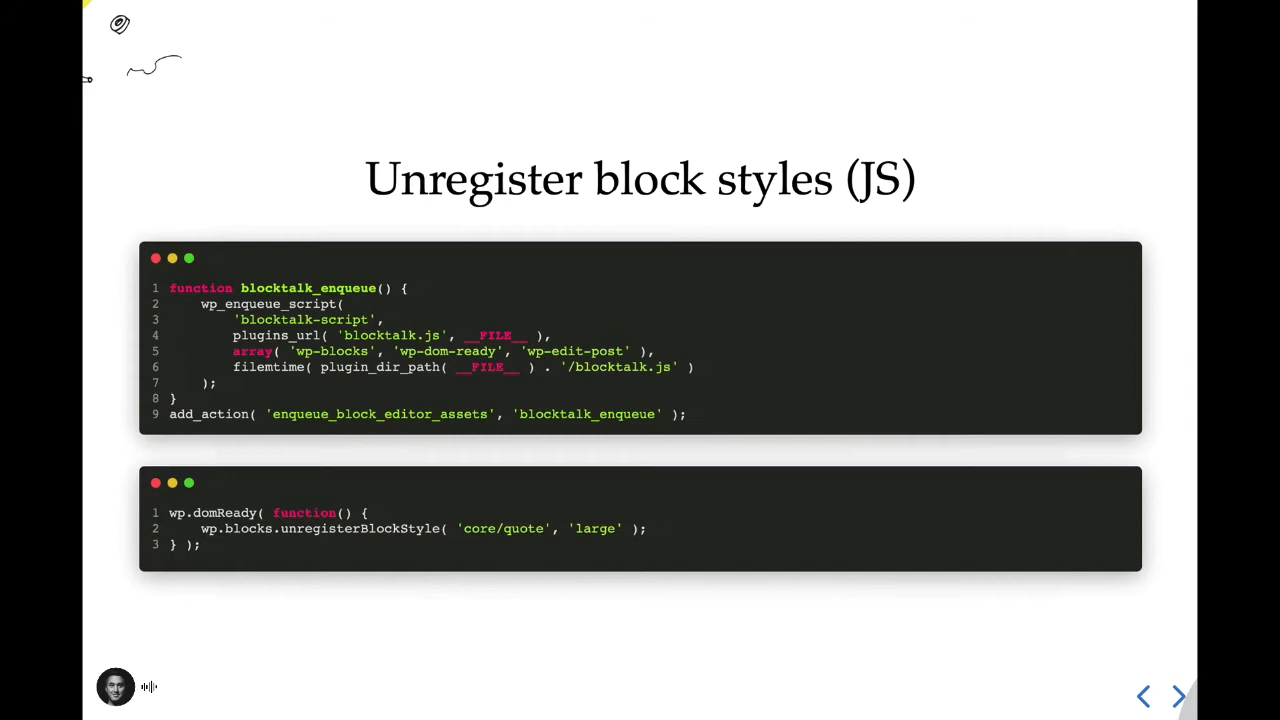 Unregister block styles (JS)
1 function blocktalk_enqueue() {
2     wp_enqueue_script(
3         'blocktalk-script',
4         plugins_url( 'blocktalk.js', __FILE__ ),
5         array( 'wp-blocks', 'wp-dom-ready', 'wp-edit-post' ),
6         filemtime( plugin_dir_path( __FILE__ ) . '/blocktalk.js' )
7     );
8 }
9 add_action( 'enqueue_block_editor_assets', 'blocktalk_enqueue' );
1 wp.domReady( function() {
2     wp.blocks.unregisterBlockStyle( 'core/quote', 'large' );
3 } );